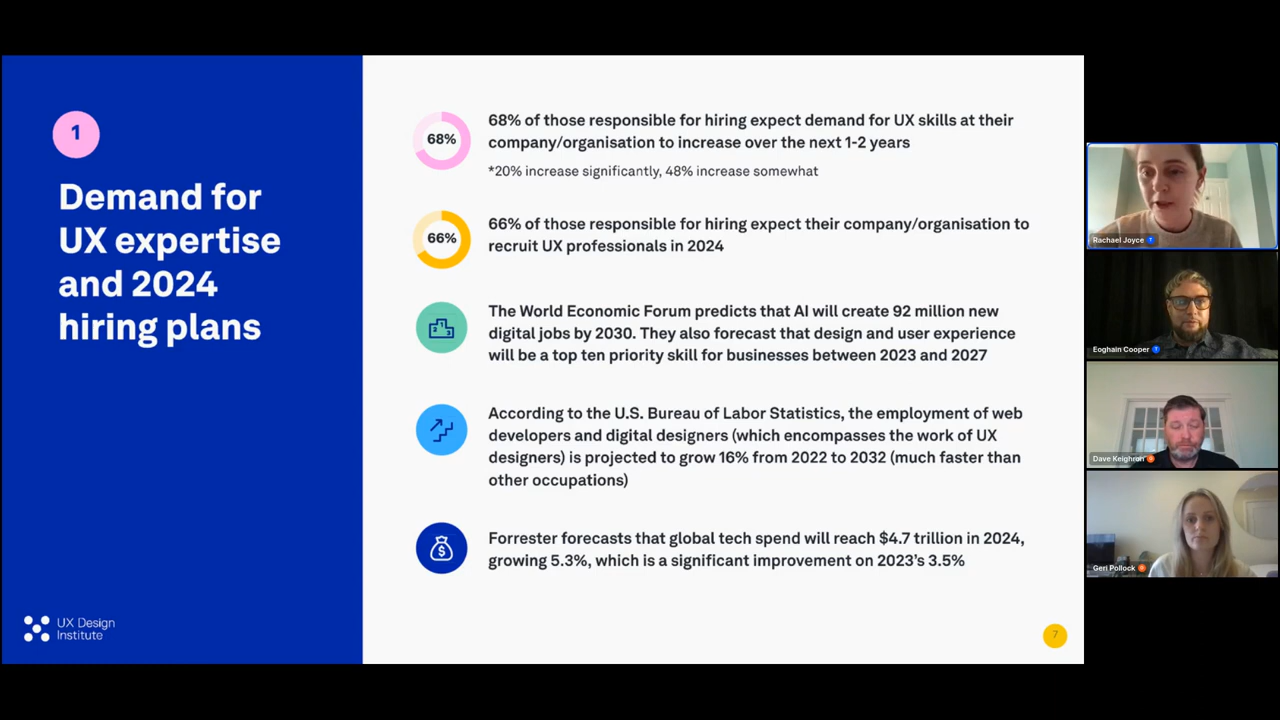 1
Demand for
UX expertise
and 2024
hiring plans
68%
68% of those responsible for hiring expect demand for UX skills at their
company/organisation to increase over the next 1-2 years
*20% increase significantly, 48% increase somewhat
66%
66% of those responsible for hiring expect their company/organisation to
recruit UX professionals in 2024
2 1 3
The World Economic Forum predicts that AI will create 92 million new
digital jobs by 2030. They also forecast that design and user experience
will be a top ten priority skill for businesses between 2023 and 2027
According to the U.S. Bureau of Labor Statistics, the employment of web
developers and digital designers (which encompasses the work of UX
designers) is projected to grow 16% from 2022 to 2032 (much faster than
other occupations)
$
Forrester forecasts that global tech spend will reach $4.7 trillion in 2024,
growing 5.3%, which is a significant improvement on 2023's 3.5%
UX Design
Institute
7
Rachael Joyce
Eoghain Cooper
Dave Keighron
Geri Pollock